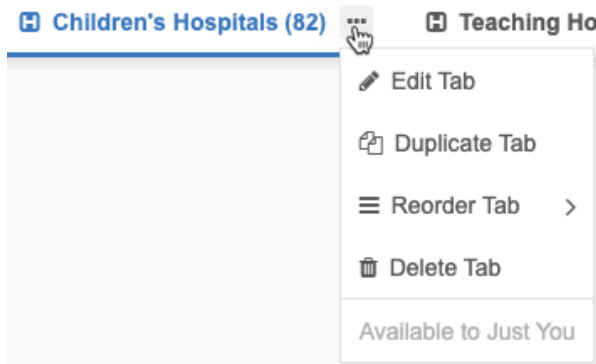 Children's Hospitals (82) ... H Teaching Ho
Edit Tab
Duplicate Tab
Reorder Tab
Delete Tab
Available to Just You